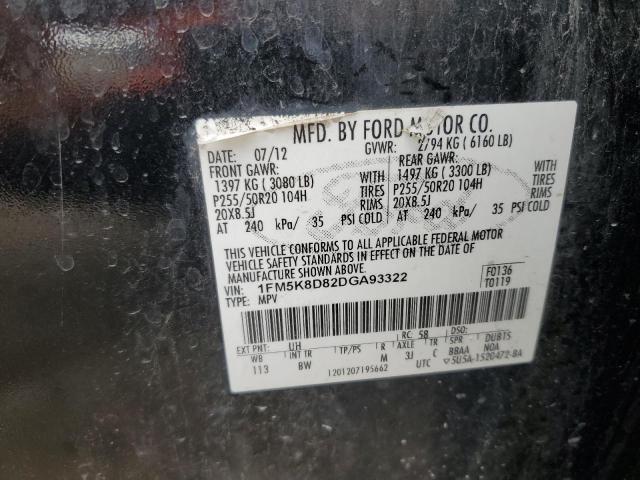 MFD. BY FORD MOTOR CO.
DATE: 07/12 GVWR: 2794 KG ( 6160 LB)
FRONT GAWR: REAR GAWR:
1397 KG ( 3080 LB) WITH 1497 KG ( 3300 LB) WITH
P255/50R20 104H TIRES P255/50R20 104H TIRES
20X8.5J RIMS 20X8.5J RIMS
AT 240 kPa/ 35 PSI COLD AT 240 kPa/ 35 PSI COLD
THIS VEHICLE CONFORMS TO ALL APPLICABLE FEDERAL MOTOR
VEHICLE SAFETY STANDARDS IN EFFECT ON THE DATE OF
VIN: 1FM5K8D82DGA93322 F0136
TYPE: MPV T0119
EXT PNT: UH RC: 58 DSO:
WB INT TR TP/PS R AXLE TR SPR DUBTS
113 BW M 3J C BBAA NOA
1201207195662 UTC 5U5A-1520472-BA